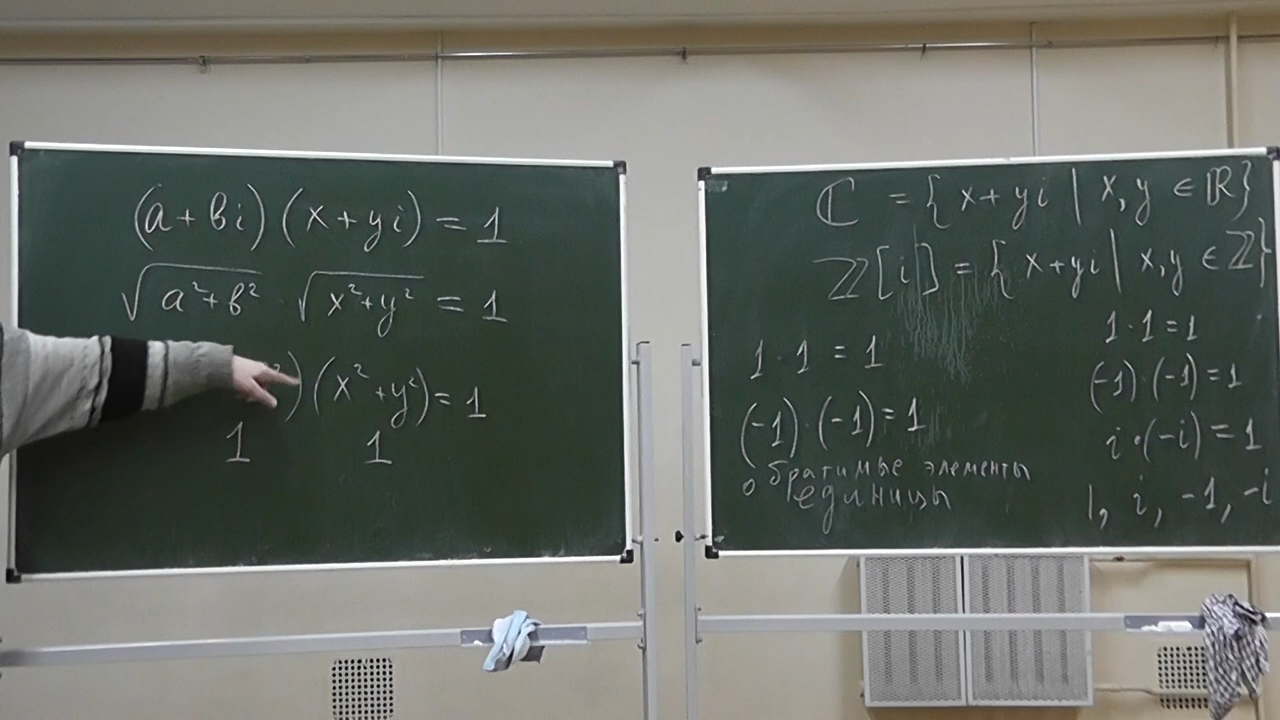 (a+bi)(x+yi)=1
√(a²+b²) · √(x²+y²) = 1
²)(x²+y²)=1
1 1
ℂ = { x+yi | x,y ∈ ℝ}
ℤ[i] = { x+yi | x,y ∈ ℤ}
1·1=1
(-1)·(-1)=1
обратимые элементы
единицы
1·1=1
(-1)·(-1)=1
i·(-i)=1
1, i, -1, -i